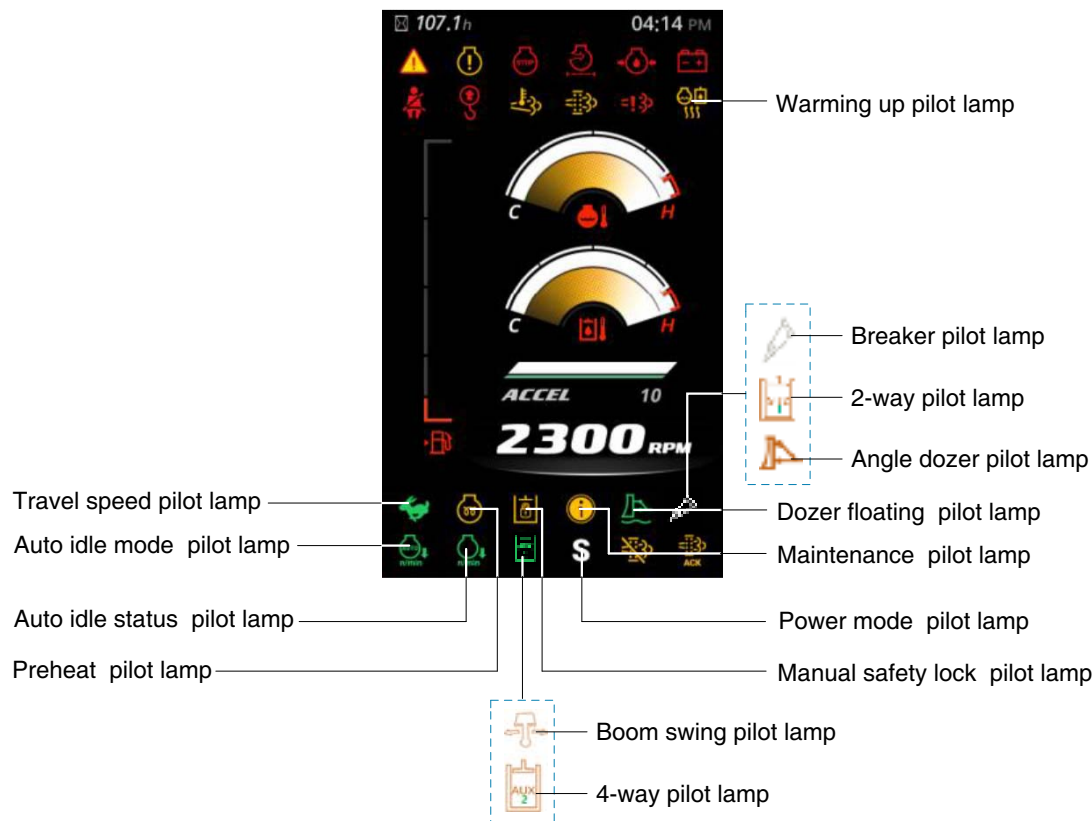 107.1h 04:14 PM
STOP
Warming up pilot lamp
C H
C H
Breaker pilot lamp
ACCEL 10
2-way pilot lamp
2300 RPM
Angle dozer pilot lamp
Travel speed pilot lamp
Dozer floating pilot lamp
Auto idle mode pilot lamp
Maintenance pilot lamp
n/min n/min S ACK
Auto idle status pilot lamp
Power mode pilot lamp
Preheat pilot lamp
Manual safety lock pilot lamp
Boom swing pilot lamp
AUX
2
4-way pilot lamp